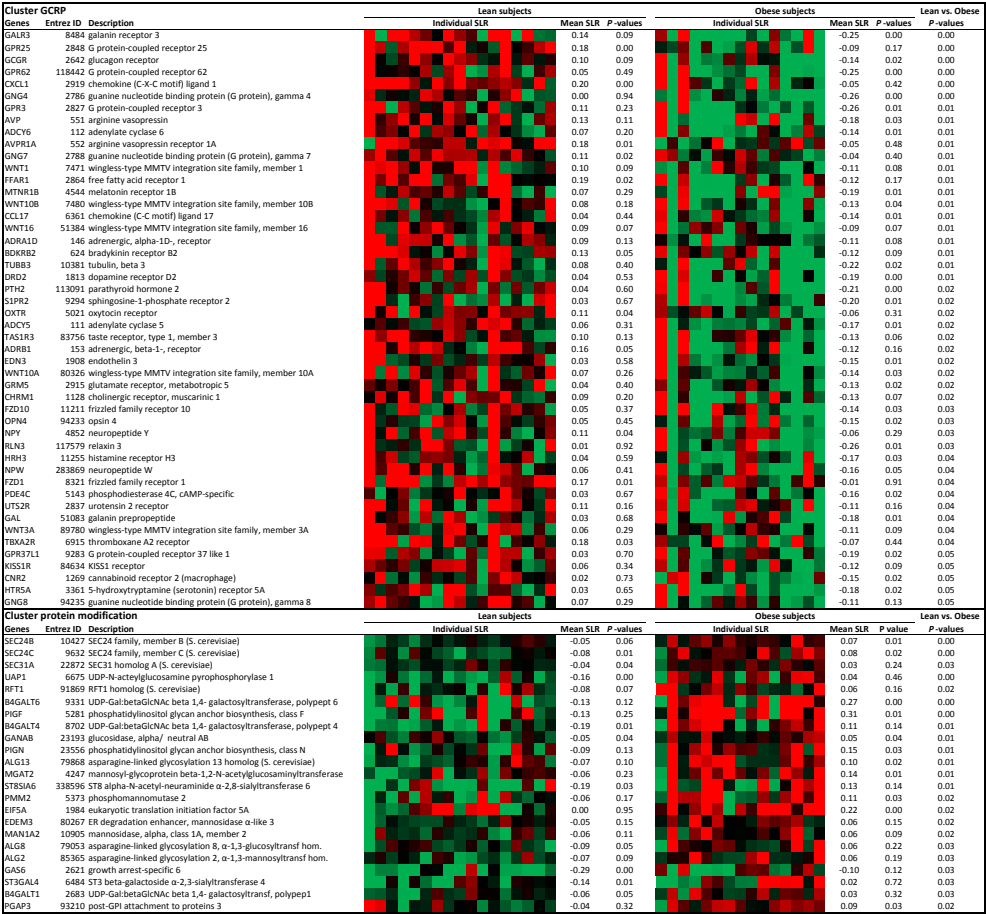 Cluster GCRP Lean subjects Obese subjects Lean vs. Obese
Genes Entrez ID Description Individual SLR Mean SLR P -values Individual SLR Mean SLR P -values P -values
GALR3 8484 galanin receptor 3 0.14 0.09 -0.25 0.00 0.00
GPR25 2848 G protein-coupled receptor 25 0.18 0.00 -0.09 0.17 0.00
GCGR 2642 glucagon receptor 0.10 0.09 -0.14 0.02 0.00
GPR62 118442 G protein-coupled receptor 62 0.05 0.49 -0.25 0.00 0.00
CXCL1 2919 chemokine (C-X-C motif) ligand 1 0.20 0.00 -0.05 0.42 0.00
GNG4 2786 guanine nucleotide binding protein (G protein), gamma 4 0.00 0.94 -0.26 0.00 0.00
GPR3 2827 G protein-coupled receptor 3 0.11 0.23 -0.26 0.01 0.01
AVP 551 arginine vasopressin 0.13 0.11 -0.18 0.03 0.01
ADCY6 112 adenylate cyclase 6 0.07 0.20 -0.14 0.01 0.01
AVPR1A 552 arginine vasopressin receptor 1A 0.18 0.01 -0.05 0.48 0.01
GNG7 2788 guanine nucleotide binding protein (G protein), gamma 7 0.11 0.02 -0.04 0.40 0.01
WNT1 7471 wingless-type MMTV integration site family, member 1 0.10 0.09 -0.11 0.08 0.01
FFAR1 2864 free fatty acid receptor 1 0.19 0.02 -0.12 0.17 0.01
MTNR1B 4544 melatonin receptor 1B 0.07 0.29 -0.19 0.01 0.01
WNT10B 7480 wingless-type MMTV integration site family, member 10B 0.08 0.18 -0.13 0.04 0.01
CCL17 6361 chemokine (C-C motif) ligand 17 0.04 0.44 -0.14 0.01 0.01
WNT16 51384 wingless-type MMTV integration site family, member 16 0.09 0.07 -0.09 0.07 0.01
ADRA1D 146 adrenergic, alpha-1D-, receptor 0.09 0.13 -0.11 0.08 0.01
BDKRB2 624 bradykinin receptor B2 0.13 0.05 -0.12 0.09 0.01
TUBB3 10381 tubulin, beta 3 0.08 0.40 -0.22 0.02 0.01
DRD2 1813 dopamine receptor D2 0.04 0.53 -0.19 0.00 0.01
PTH2 113091 parathyroid hormone 2 0.04 0.60 -0.21 0.00 0.02
S1PR2 9294 sphingosine-1-phosphate receptor 2 0.03 0.67 -0.20 0.01 0.02
OXTR 5021 oxytocin receptor 0.11 0.04 -0.06 0.31 0.02
ADCY5 111 adenylate cyclase 5 0.06 0.31 -0.17 0.01 0.02
TAS1R3 83756 taste receptor, type 1, member 3 0.10 0.13 -0.13 0.06 0.02
ADRB1 153 adrenergic, beta-1-, receptor 0.16 0.05 -0.12 0.16 0.02
EDN3 1908 endothelin 3 0.03 0.58 -0.15 0.01 0.02
WNT10A 80326 wingless-type MMTV integration site family, member 10A 0.07 0.26 -0.14 0.03 0.02
GRM5 2915 glutamate receptor, metabotropic 5 0.04 0.40 -0.13 0.02 0.02
CHRM1 1128 cholinergic receptor, muscarinic 1 0.09 0.20 -0.13 0.07 0.02
FZD10 11211 frizzled family receptor 10 0.05 0.37 -0.14 0.03 0.03
OPN4 94233 opsin 4 0.05 0.45 -0.15 0.02 0.03
NPY 4852 neuropeptide Y 0.11 0.04 -0.06 0.29 0.03
RLN3 117579 relaxin 3 0.01 0.92 -0.26 0.01 0.03
HRH3 11255 histamine receptor H3 0.04 0.59 -0.17 0.03 0.04
NPW 283869 neuropeptide W 0.06 0.41 -0.16 0.05 0.04
FZD1 8321 frizzled family receptor 1 0.17 0.01 -0.01 0.91 0.04
PDE4C 5143 phosphodiesterase 4C, cAMP-specific 0.03 0.67 -0.16 0.02 0.04
UTS2R 2837 urotensin 2 receptor 0.11 0.16 -0.11 0.16 0.04
GAL 51083 galanin prepropeptide 0.03 0.68 -0.18 0.01 0.04
WNT3A 89780 wingless-type MMTV integration site family, member 3A 0.06 0.29 -0.11 0.09 0.04
TBXA2R 6915 thromboxane A2 receptor 0.18 0.03 -0.07 0.44 0.04
GPR37L1 9283 G protein-coupled receptor 37 like 1 0.03 0.70 -0.19 0.02 0.05
KISS1R 84634 KISS1 receptor 0.06 0.34 -0.12 0.09 0.05
CNR2 1269 cannabinoid receptor 2 (macrophage) 0.02 0.73 -0.15 0.02 0.05
HTR5A 3361 5-hydroxytryptamine (serotonin) receptor 5A 0.03 0.65 -0.18 0.02 0.05
GNG8 94235 guanine nucleotide binding protein (G protein), gamma 8 0.07 0.29 -0.11 0.13 0.05
Cluster protein modification Lean subjects Obese subjects Lean vs. Obese
Genes Entrez ID Description Individual SLR Mean SLR P -values Individual SLR Mean SLR P value P -values
SEC24B 10427 SEC24 family, member B (S. cerevisiae) -0.05 0.06 0.07 0.01 0.00
SEC24C 9632 SEC24 family, member C (S. cerevisiae) -0.08 0.01 0.08 0.02 0.00
SEC31A 22872 SEC31 homolog A (S. cerevisiae) -0.04 0.04 0.03 0.24 0.03
UAP1 6675 UDP-N-acteylglucosamine pyrophosphorylase 1 -0.16 0.00 0.04 0.46 0.00
RFT1 91869 RFT1 homolog (S. cerevisiae) -0.08 0.07 0.06 0.16 0.02
B4GALT6 9331 UDP-Gal:betaGlcNAc beta 1,4- galactosyltransferase, polypept 6 -0.13 0.12 0.27 0.00 0.00
PIGF 5281 phosphatidylinositol glycan anchor biosynthesis, class F -0.13 0.25 0.31 0.01 0.00
B4GALT4 8702 UDP-Gal:betaGlcNAc beta 1,4- galactosyltransferase, polypept 4 -0.19 0.01 0.11 0.14 0.01
GANAB 23193 glucosidase, alpha/ neutral AB -0.05 0.04 0.05 0.04 0.00
PIGN 23556 phosphatidylinositol glycan anchor biosynthesis, class N -0.09 0.13 0.15 0.03 0.01
ALG13 79868 asparagine-linked glycosylation 13 homolog (S. cerevisiae) -0.07 0.10 0.10 0.02 0.01
MGAT2 4247 mannosyl-glycoprotein beta-1,2-N-acetylglucosaminyltransferase -0.06 0.23 0.14 0.01 0.01
ST8SIA6 338596 ST8 alpha-N-acetyl-neuraminide α-2,8-sialyltransferase 6 -0.19 0.03 0.13 0.14 0.01
PMM2 5373 phosphomannomutase 2 -0.06 0.17 0.11 0.03 0.02
EIF5A 1984 eukaryotic translation initiation factor 5A 0.00 0.95 0.22 0.00 0.02
EDEM3 80267 ER degradation enhancer, mannosidase α-like 3 -0.05 0.15 0.06 0.15 0.02
MAN1A2 10905 mannosidase, alpha, class 1A, member 2 -0.06 0.11 0.06 0.09 0.02
ALG8 79053 asparagine-linked glycosylation 8, α-1,3-glucosyltransf hom. -0.09 0.05 0.06 0.22 0.03
ALG2 85365 asparagine-linked glycosylation 2, α-1,3-mannosyltransf hom. -0.07 0.09 0.06 0.19 0.03
GAS6 2621 growth arrest-specific 6 -0.29 0.00 -0.10 0.12 0.03
ST3GAL4 6484 ST3 beta-galactoside α-2,3-sialyltransferase 4 -0.14 0.01 0.02 0.72 0.03
B4GALT1 2683 UDP-Gal:betaGlcNAc beta 1,4- galactosyltransf, polypep1 -0.06 0.05 0.03 0.32 0.03
PGAP3 93210 post-GPI attachment to proteins 3 -0.04 0.32 0.09 0.03 0.02